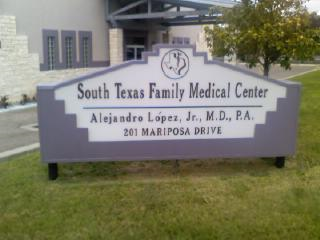 South Texas Family Medical Center
Alejandro López, Jr., M.D., P.A.
201 MARIPOSA DRIVE